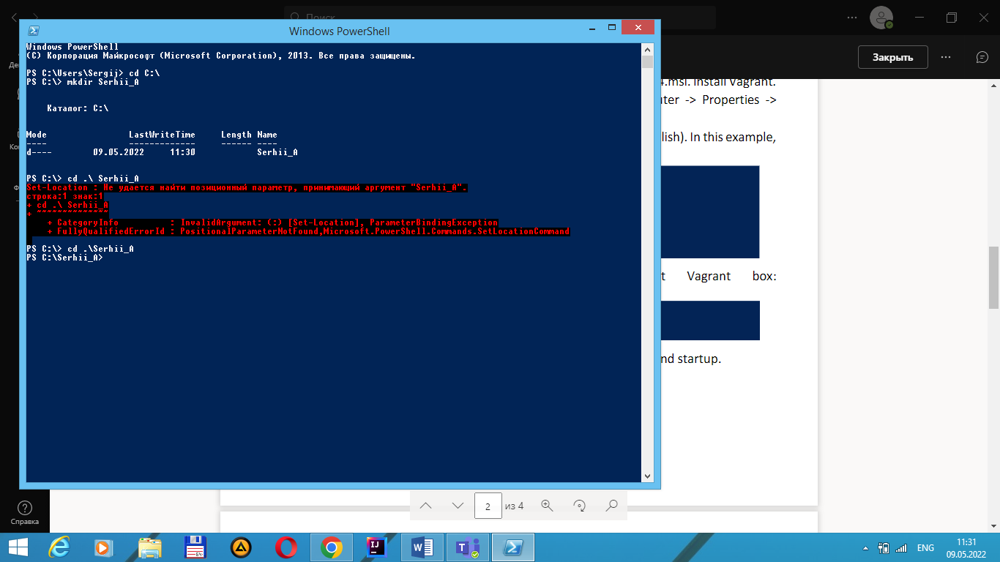 Поиск
Windows PowerShell
Закрыть
Windows PowerShell
(C) Корпорация Майкрософт (Microsoft Corporation), 2013. Все права защищены.
PS C:\Users\Sergij> cd C:\
PS C:\> mkdir Serhii_A
Каталог: C:\
Mode LastWriteTime Length Name
---- ------------- ------ ----
d---- 09.05.2022 11:30 Serhii_A
PS C:\> cd .\ Serhii_A
Set-Location : Не удается найти позиционный параметр, принимающий аргумент "Serhii_A".
строка:1 знак:1
+ cd .\ Serhii_A
+ ~~~~~~~~~~~~~~
+ CategoryInfo : InvalidArgument: (:) [Set-Location], ParameterBindingException
+ FullyQualifiedErrorId : PositionalParameterNotFound,Microsoft.PowerShell.Commands.SetLocationCommand
PS C:\> cd .\Serhii_A
PS C:\Serhii_A>
4.msi. Install Vagrant.
uter -> Properties ->
lish). In this example,
t Vagrant box:
nd startup.
2 из 4
Справка
ENG
11:31
09.05.2022